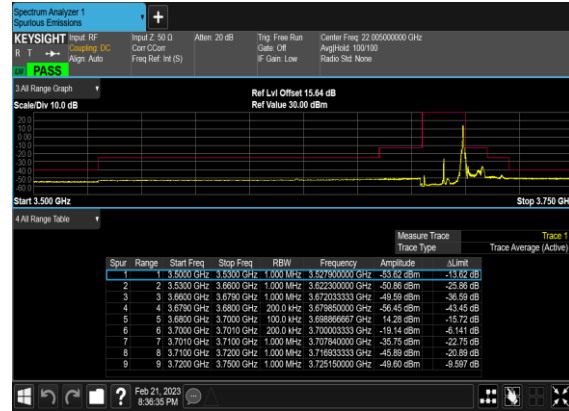 Spectrum Analyzer 1
Spurious Emissions
KEYSIGHT Input: RF Input Z: 50 Ω Atten: 20 dB Trig: Free Run Center Freq: 22.005000000 GHz
R T Coupling: DC Corr CCorr Gate: Off Avg|Hold: 100/100
Align: Auto Freq Ref: Int (S) IF Gain: Low Radio Std: None
PASS
3 All Range Graph
Ref Lvl Offset 15.64 dB
Scale/Div 10.0 dB Ref Value 30.00 dBm
20.0
10.0
0.00
-10.0
-20.0
-30.0
-40.0
-50.0
-60.0
Start 3.500 GHz Stop 3.750 GH
4 All Range Table
Measure Trace Trace 1
Trace Type Trace Average (Active)
Spur Range Start Freq Stop Freq RBW Frequency Amplitude ΔLimit
1 1 3.5000 GHz 3.5300 GHz 1.000 MHz 3.527900000 GHz -53.62 dBm -13.62 dB
2 2 3.5300 GHz 3.6600 GHz 1.000 MHz 3.622300000 GHz -50.86 dBm -25.86 dB
3 3 3.6600 GHz 3.6790 GHz 1.000 MHz 3.672033333 GHz -49.59 dBm -36.59 dB
4 4 3.6790 GHz 3.6800 GHz 200.0 kHz 3.679850000 GHz -56.45 dBm -43.45 dB
5 5 3.6800 GHz 3.7000 GHz 100.0 kHz 3.698866667 GHz 14.28 dBm -15.72 dB
6 6 3.7000 GHz 3.7010 GHz 200.0 kHz 3.700003333 GHz -19.14 dBm -6.141 dB
7 7 3.7010 GHz 3.7100 GHz 1.000 MHz 3.707840000 GHz -35.75 dBm -22.75 dB
8 8 3.7100 GHz 3.7200 GHz 1.000 MHz 3.716933333 GHz -45.89 dBm -20.89 dB
9 9 3.7200 GHz 3.7500 GHz 1.000 MHz 3.725150000 GHz -49.60 dBm -9.597 dB
? Feb 21, 2023
8:36:35 PM